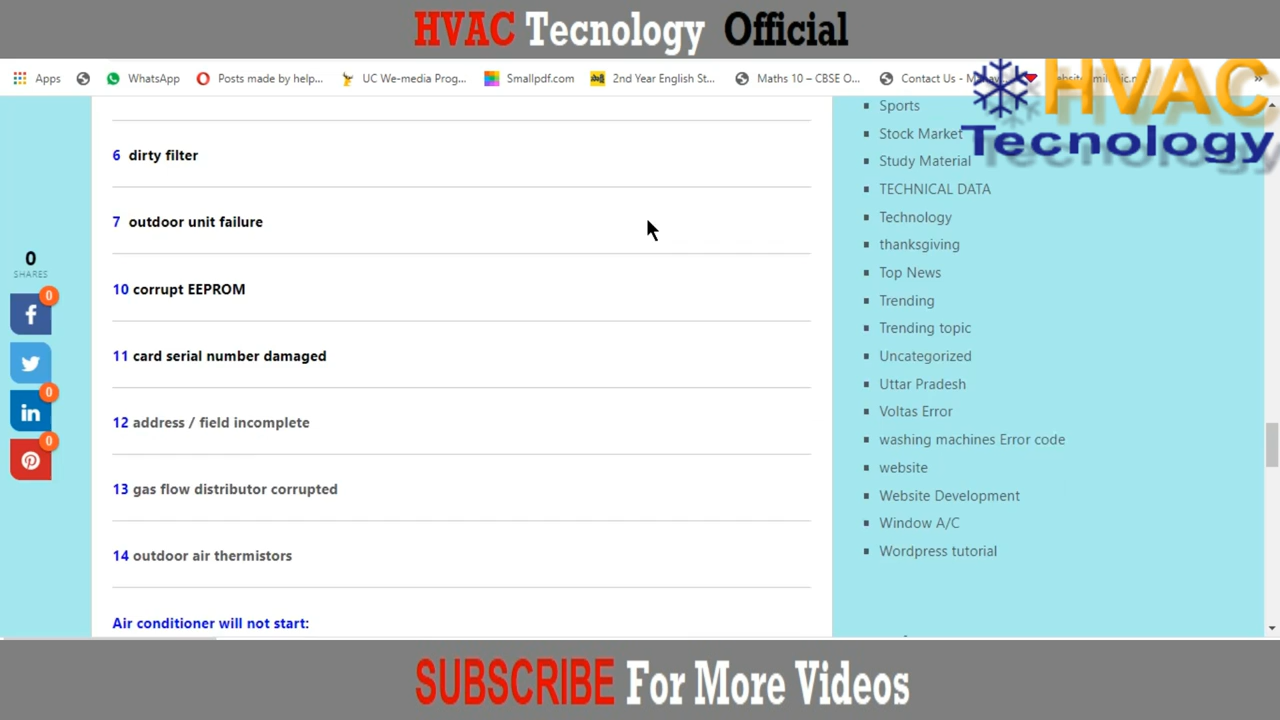 HVAC Tecnology Official
Apps
WhatsApp
Posts made by help...
UC We-media Prog...
Smallpdf.com
2nd Year English St...
Maths 10 – CBSE O...
Contact Us -
»
HVAC
Tecnology
6 dirty filter
7 outdoor unit failure
10 corrupt EEPROM
11 card serial number damaged
12 address / field incomplete
13 gas flow distributor corrupted
14 outdoor air thermistors
Air conditioner will not start:
0
SHARES
0
0
0
Sports
Stock Market
Study Material
TECHNICAL DATA
Technology
thanksgiving
Top News
Trending
Trending topic
Uncategorized
Uttar Pradesh
Voltas Error
washing machines Error code
website
Website Development
Window A/C
Wordpress tutorial
SUBSCRIBE For More Videos